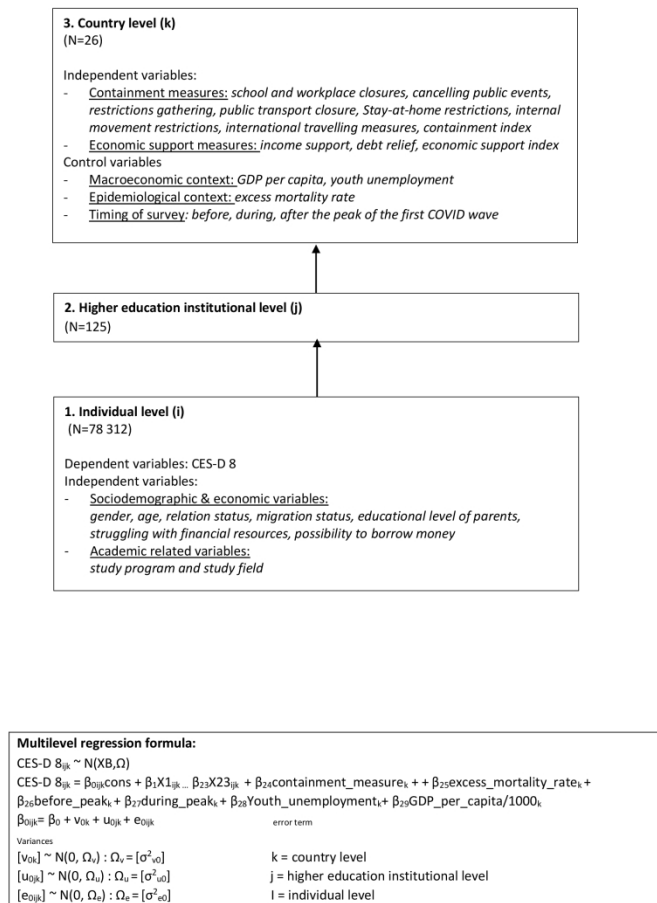 3. Country level (k)
(N=26)
Independent variables:
- Containment measures: school and workplace closures, cancelling public events,
restrictions gathering, public transport closure, Stay-at-home restrictions, internal
movement restrictions, international travelling measures, containment index
- Economic support measures: income support, debt relief, economic support index
Control variables
- Macroeconomic context: GDP per capita, youth unemployment
- Epidemiological context: excess mortality rate
- Timing of survey: before, during, after the peak of the first COVID wave
2. Higher education institutional level (j)
(N=125)
1. Individual level (i)
(N=78 312)
Dependent variables: CES-D 8
Independent variables:
- Sociodemographic & economic variables:
gender, age, relation status, migration status, educational level of parents,
struggling with financial resources, possibility to borrow money
- Academic related variables:
study program and study field
Multilevel regression formula:
CES-D 8ijk ~ N(XB,Ω)
CES-D 8ijk = β0ijkcons + β1X1ijk ... β23X23ijk + β24containment_measurek + + β25excess_mortality_ratek +
β26before_peakk + β27during_peakk + β28Youth_unemploymentk+ β29GDP_per_capita/1000k
β0ijk= β0 + v0k + u0jk + e0ijk error term
Variances
[v0k] ~ N(0, Ωv) : Ωv = [σ²v0] k = country level
[u0jk] ~ N(0, Ωu) : Ωu = [σ²u0] j = higher education institutional level
[e0ijk] ~ N(0, Ωe) : Ωe = [σ²e0] I = individual level